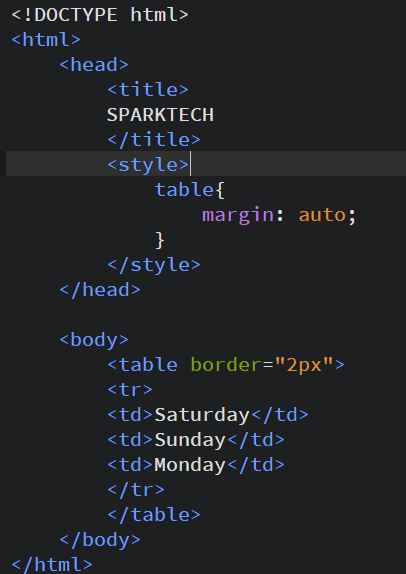 <!DOCTYPE html>
<html>
<head>
<title>
SPARKTECH
</title>
<style>
table{
margin: auto;
}
</style>
</head>
<body>
<table border="2px">
<tr>
<td>Saturday</td>
<td>Sunday</td>
<td>Monday</td>
</tr>
</table>
</body>
</html>